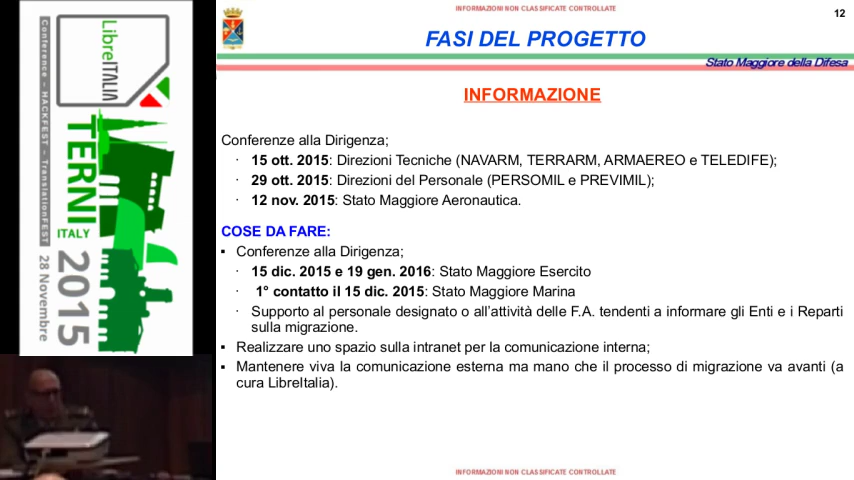 LibreITALIA
Conference - HACKFEST - TranslationFEST
TERNI
ITALY
2015
28 Novembre
INFORMAZIONI NON CLASSIFICATE CONTROLLATE
12
FASI DEL PROGETTO
Stato Maggiore della Difesa
INFORMAZIONE
Conferenze alla Dirigenza;
· 15 ott. 2015: Direzioni Tecniche (NAVARM, TERRARM, ARMAEREO e TELEDIFE);
· 29 ott. 2015: Direzioni del Personale (PERSOMIL e PREVIMIL);
· 12 nov. 2015: Stato Maggiore Aeronautica.
COSE DA FARE:
▪ Conferenze alla Dirigenza;
· 15 dic. 2015 e 19 gen. 2016: Stato Maggiore Esercito
· 1° contatto il 15 dic. 2015: Stato Maggiore Marina
· Supporto al personale designato o all'attività delle F.A. tendenti a informare gli Enti e i Reparti
sulla migrazione.
▪ Realizzare uno spazio sulla intranet per la comunicazione interna;
▪ Mantenere viva la comunicazione esterna ma mano che il processo di migrazione va avanti (a
cura LibreItalia).
INFORMAZIONI NON CLASSIFICATE CONTROLLATE